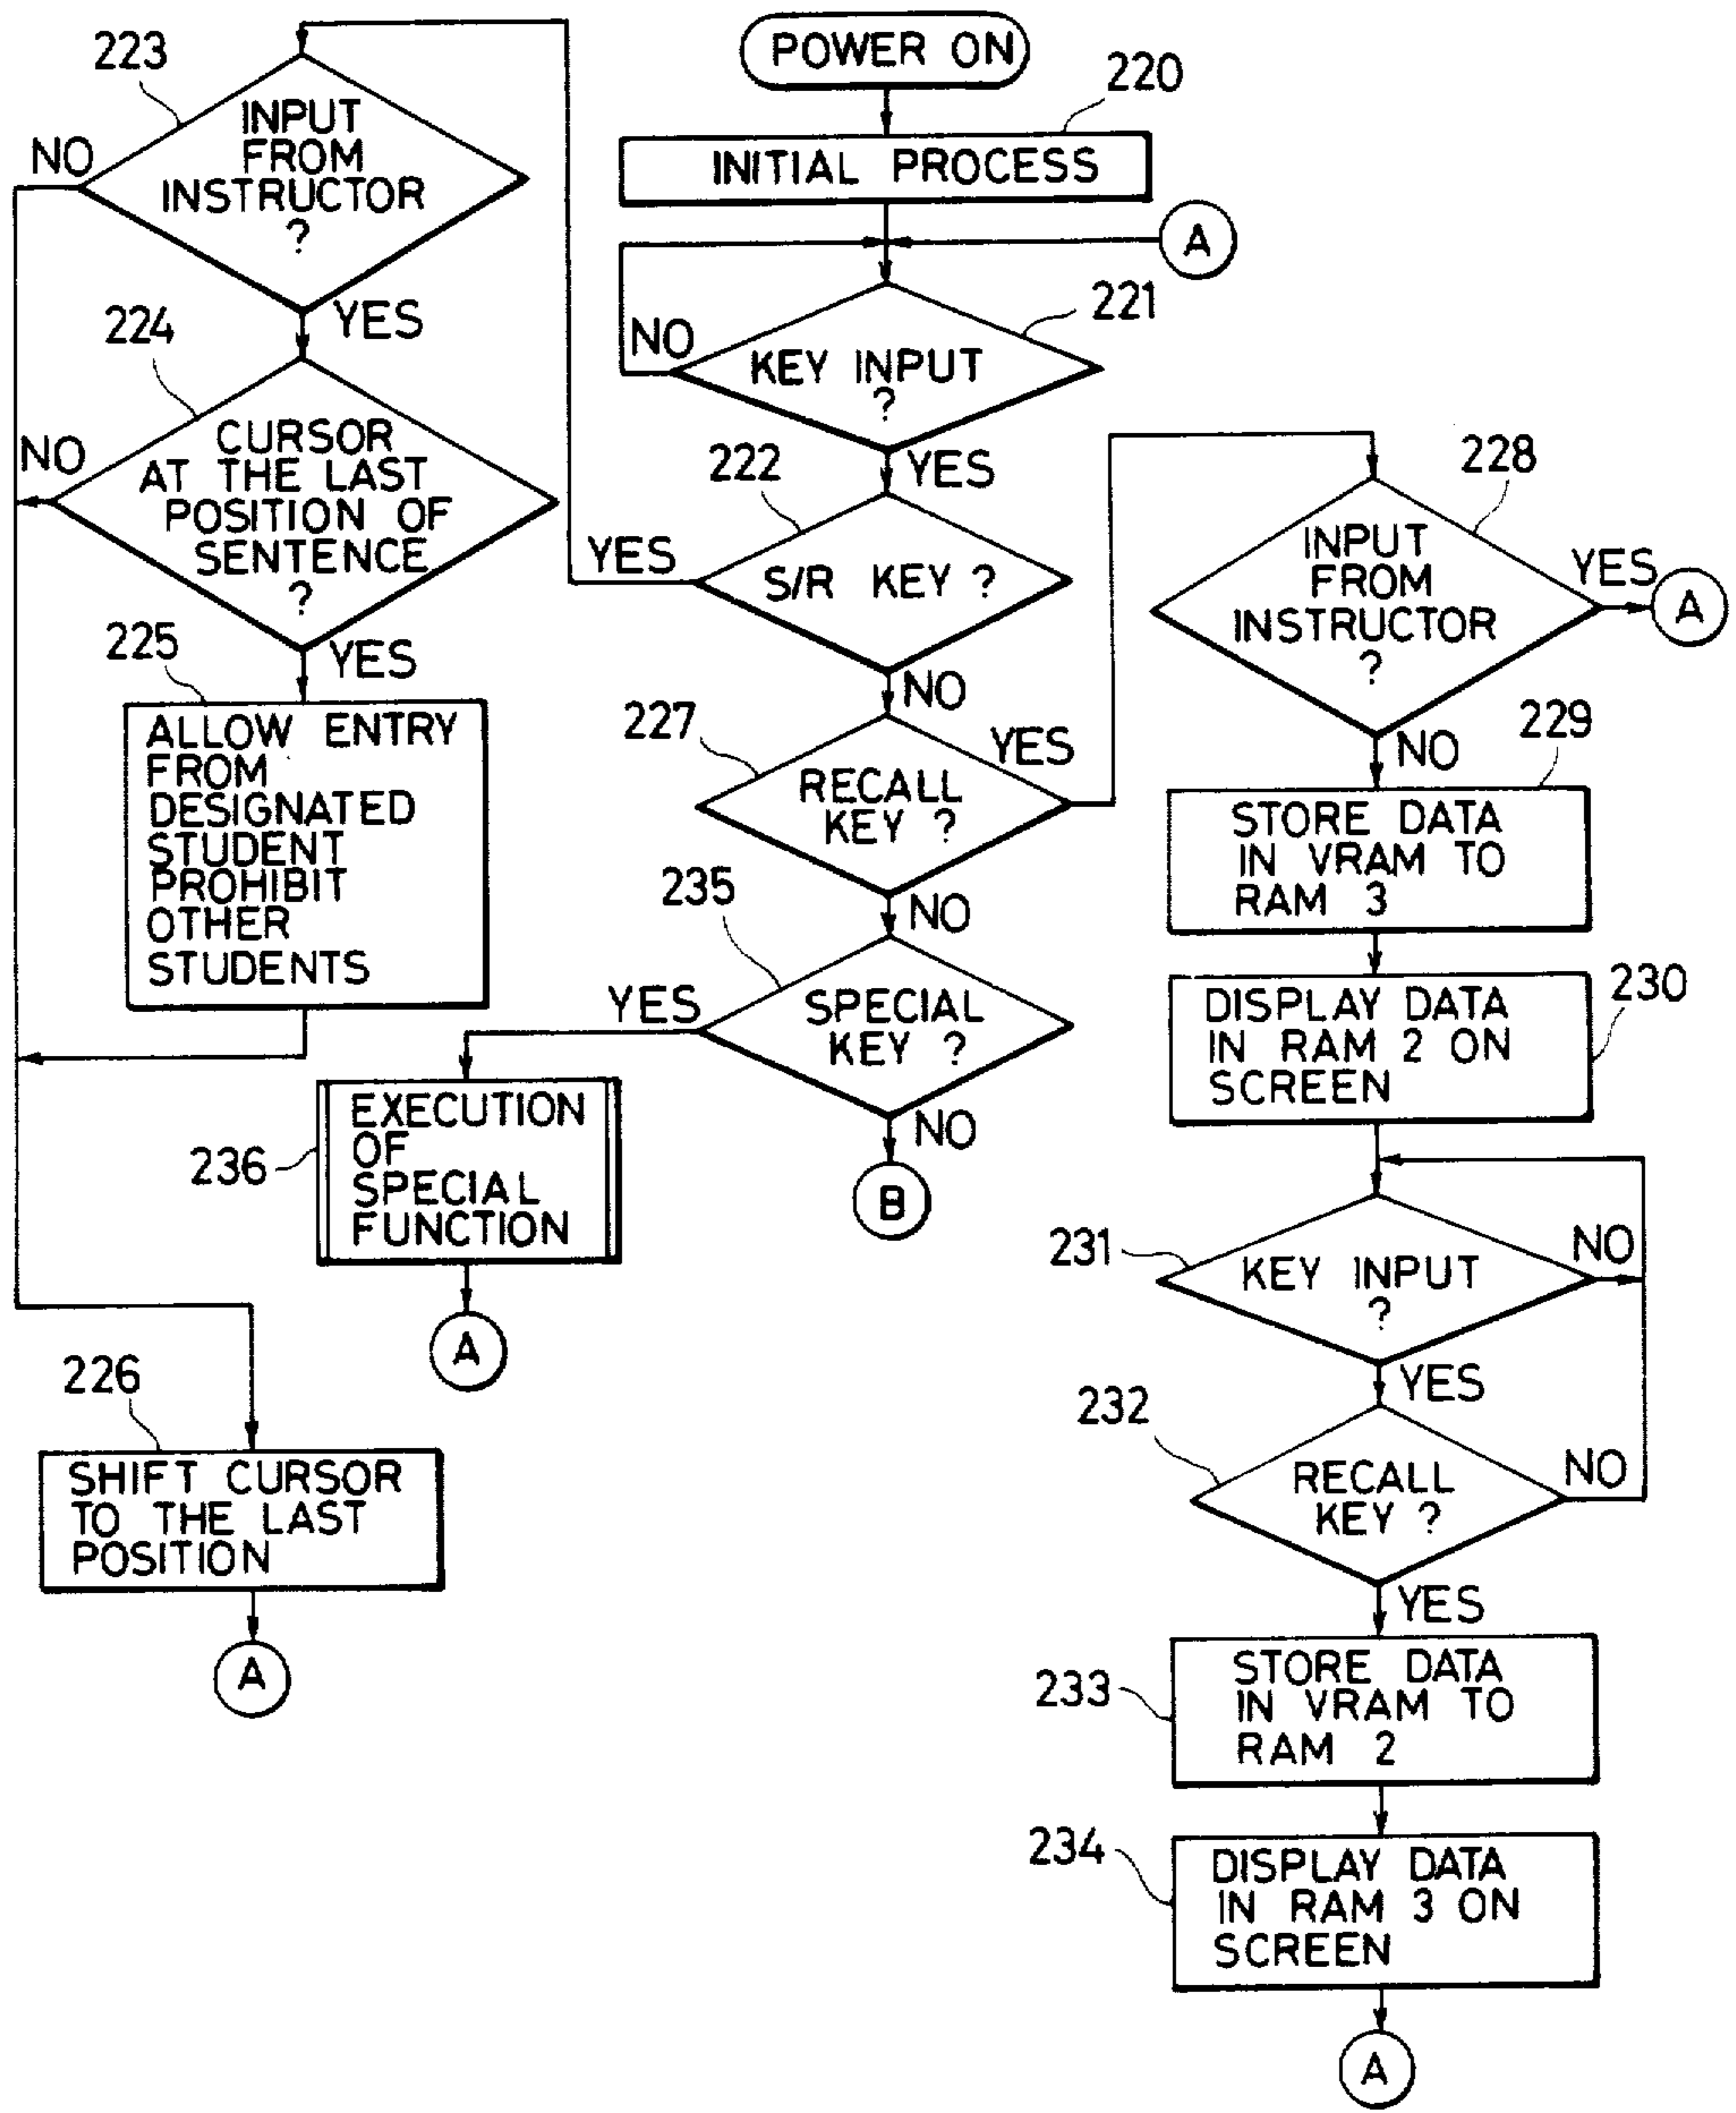 POWER ON
220
INITIAL PROCESS
A
221
NO
KEY INPUT
?
YES
222
YES
S/R KEY ?
NO
223
INPUT
FROM
INSTRUCTOR
?
NO
YES
224
CURSOR
AT THE LAST
POSITION OF
SENTENCE
?
NO
YES
225
ALLOW ENTRY
FROM
DESIGNATED
STUDENT
PROHIBIT
OTHER
STUDENTS
226
SHIFT CURSOR
TO THE LAST
POSITION
A
227
RECALL
KEY ?
YES
NO
235
SPECIAL
KEY ?
YES
NO
B
236
EXECUTION
OF
SPECIAL
FUNCTION
A
228
INPUT
FROM
INSTRUCTOR
?
YES
A
NO
229
STORE DATA
IN VRAM TO
RAM 3
230
DISPLAY DATA
IN RAM 2 ON
SCREEN
231
KEY INPUT
?
NO
YES
232
RECALL
KEY ?
NO
YES
233
STORE DATA
IN VRAM TO
RAM 2
234
DISPLAY DATA
IN RAM 3 ON
SCREEN
A